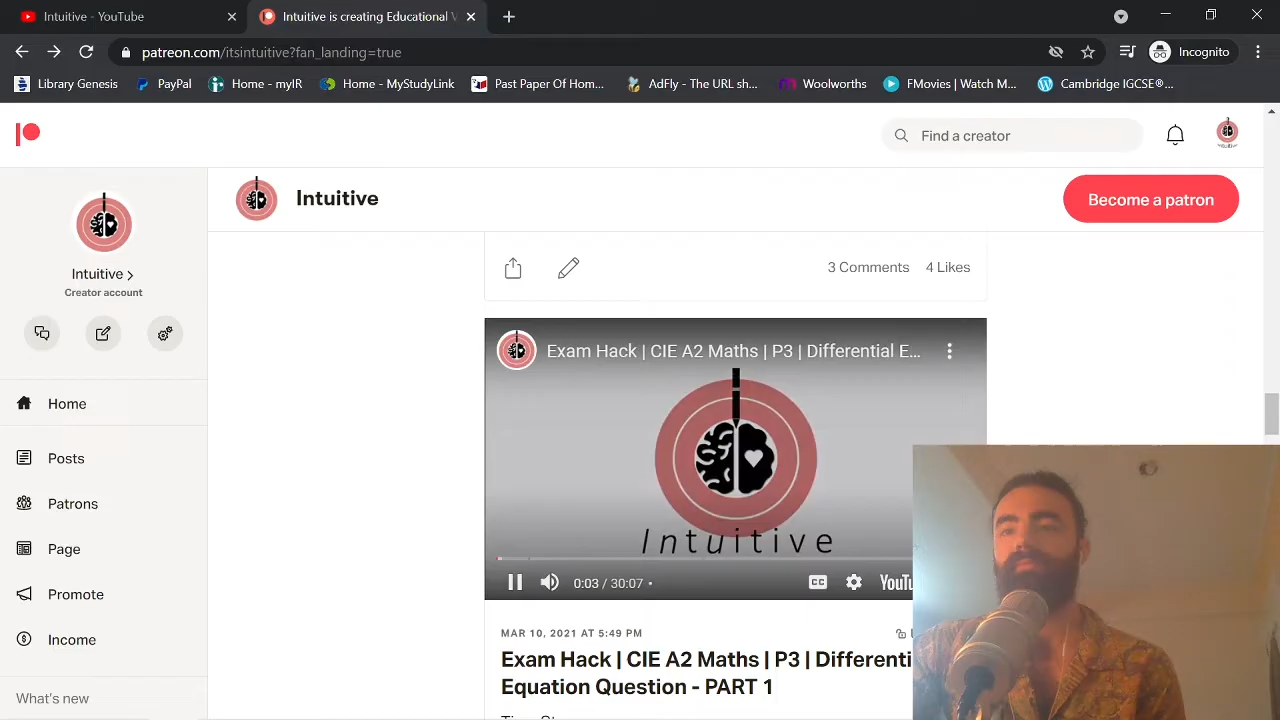 Intuitive - YouTube
Intuitive is creating Educational V
patreon.com/itsintuitive?fan_landing=true
Incognito
Library Genesis
PayPal
Home - myIR
Home - MyStudyLink
Past Paper Of Hom...
AdFly - The URL sh...
Woolworths
FMovies | Watch M...
Cambridge IGCSE®...
Find a creator
Intuitive
Become a patron
Intuitive
Creator account
Home
Posts
Patrons
Page
Promote
Income
What's new
3 Comments 4 Likes
Exam Hack | CIE A2 Maths | P3 | Differential E...
Intuitive
0:03 / 30:07
CC
YouTu
MAR 10, 2021 AT 5:49 PM
Exam Hack | CIE A2 Maths | P3 | Differenti
Equation Question - PART 1